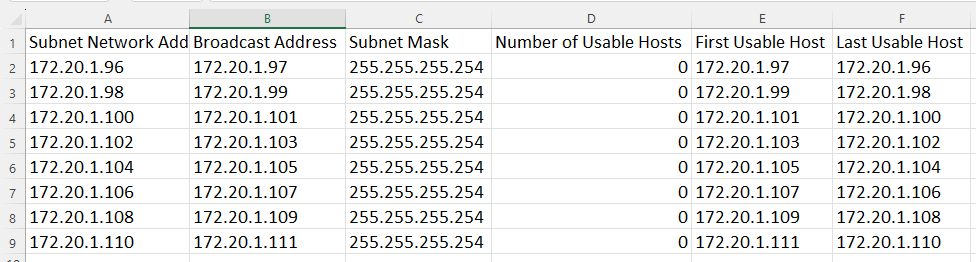 A B C D E F
1 Subnet Network Add Broadcast Address Subnet Mask Number of Usable Hosts First Usable Host Last Usable Host
2 172.20.1.96 172.20.1.97 255.255.255.254 0 172.20.1.97 172.20.1.96
3 172.20.1.98 172.20.1.99 255.255.255.254 0 172.20.1.99 172.20.1.98
4 172.20.1.100 172.20.1.101 255.255.255.254 0 172.20.1.101 172.20.1.100
5 172.20.1.102 172.20.1.103 255.255.255.254 0 172.20.1.103 172.20.1.102
6 172.20.1.104 172.20.1.105 255.255.255.254 0 172.20.1.105 172.20.1.104
7 172.20.1.106 172.20.1.107 255.255.255.254 0 172.20.1.107 172.20.1.106
8 172.20.1.108 172.20.1.109 255.255.255.254 0 172.20.1.109 172.20.1.108
9 172.20.1.110 172.20.1.111 255.255.255.254 0 172.20.1.111 172.20.1.110